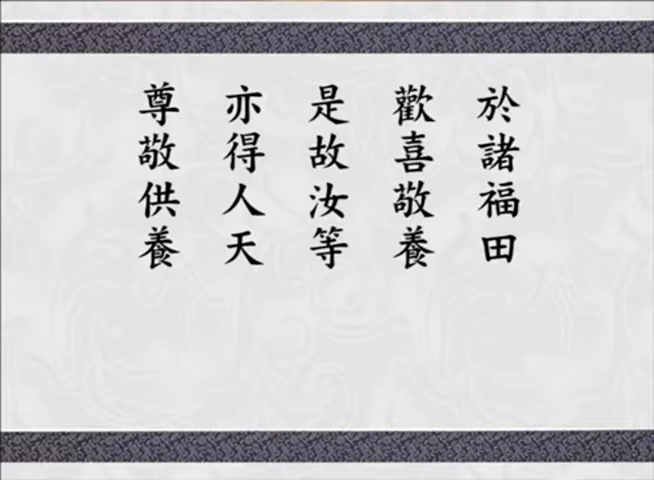 於諸福田
歡喜敬養
是故汝等
亦得人天
尊敬供養